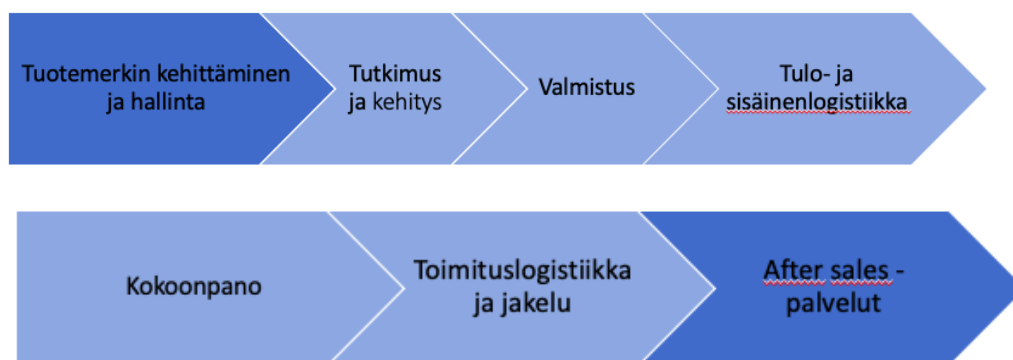 Tuotemerkin kehittäminen
ja hallinta
Tutkimus
ja kehitys
Valmistus
Tulo- ja
sisäinenlogistiikka
Kokoonpano
Toimituslogistiikka
ja jakelu
After sales -
palvelut